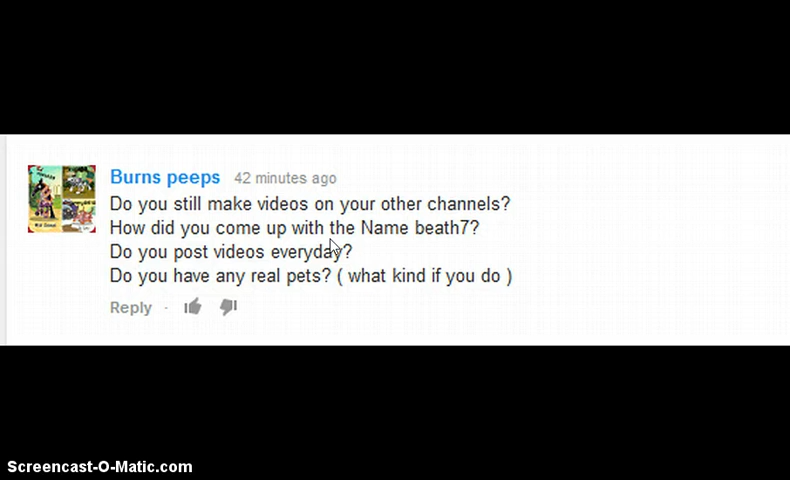 Burns peeps 42 minutes ago
Do you still make videos on your other channels?
How did you come up with the Name beath7?
Do you post videos everyday?
Do you have any real pets? ( what kind if you do )
Reply
Screencast-O-Matic.com